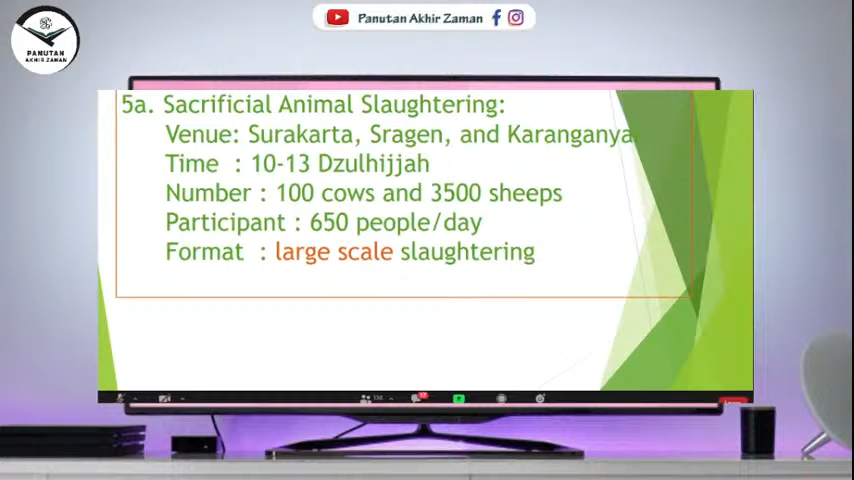 Panutan Akhir Zaman
PANUTAN
AKHIR ZAMAN
5a. Sacrificial Animal Slaughtering:
Venue: Surakarta, Sragen, and Karanganya
Time : 10-13 Dzulhijjah
Number : 100 cows and 3500 sheeps
Participant : 650 people/day
Format : large scale slaughtering